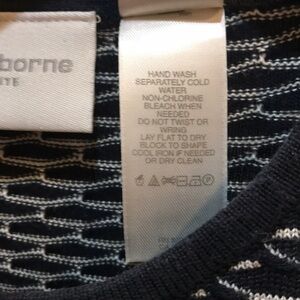 borne
ITE
HAND WASH
SEPARATELY COLD
WATER
NON-CHLORINE
BLEACH WHEN
NEEDED
DO NOT TWIST OR
WRING
LAY FLAT TO DRY
BLOCK TO SHAPE
COOL IRON IF NEEDED
OR DRY CLEAN